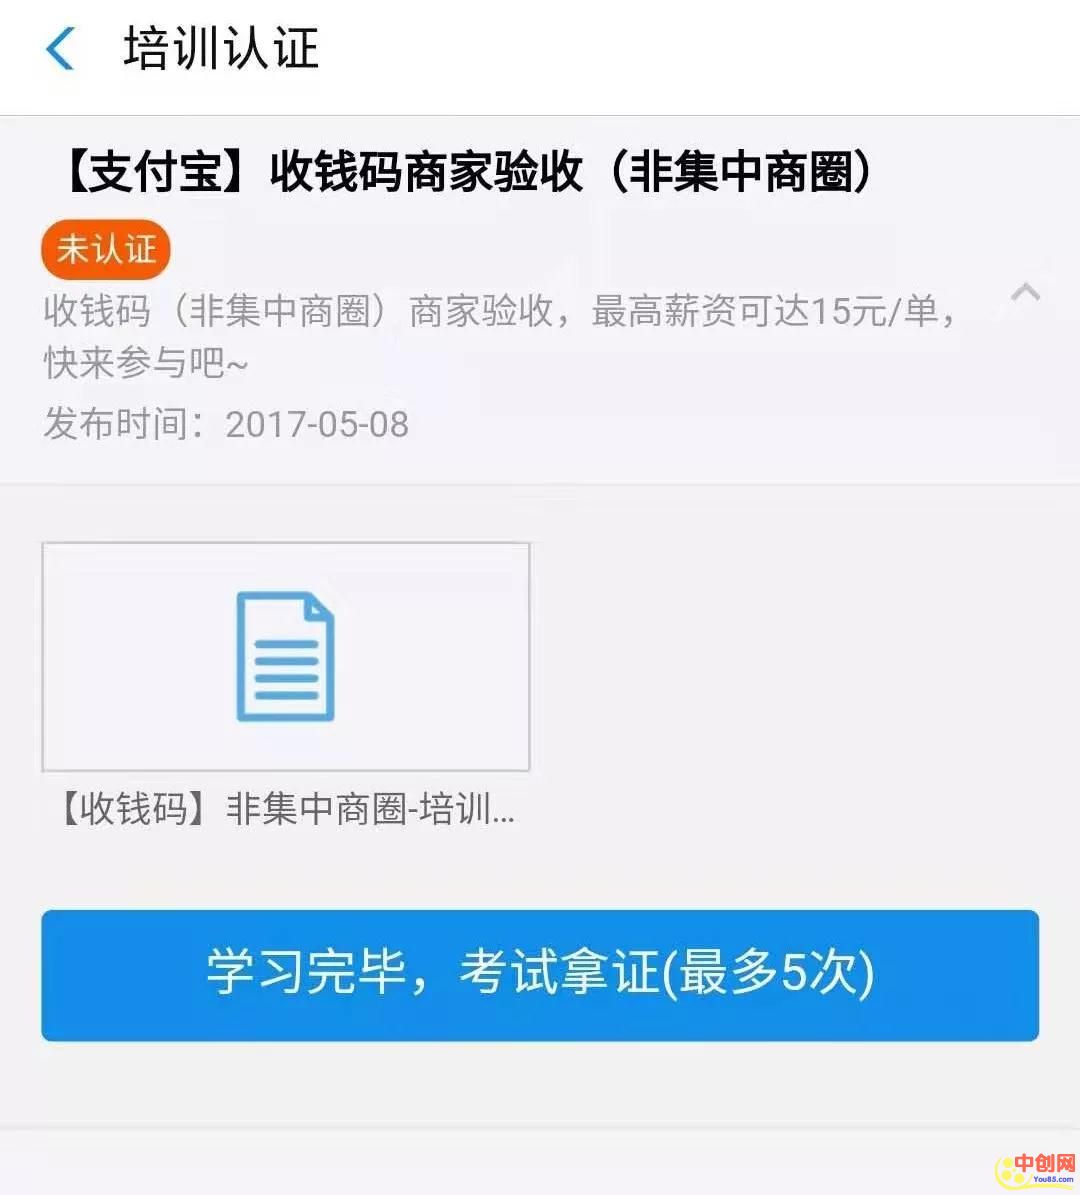 培训认证
【支付宝】收钱码商家验收（非集中商圈）
未认证
收钱码（非集中商圈）商家验收，最高薪资可达15元/单，
快来参与吧~
发布时间：2017-05-08
【收钱码】非集中商圈-培训...
学习完毕，考试拿证(最多5次)
中创网
You85.com